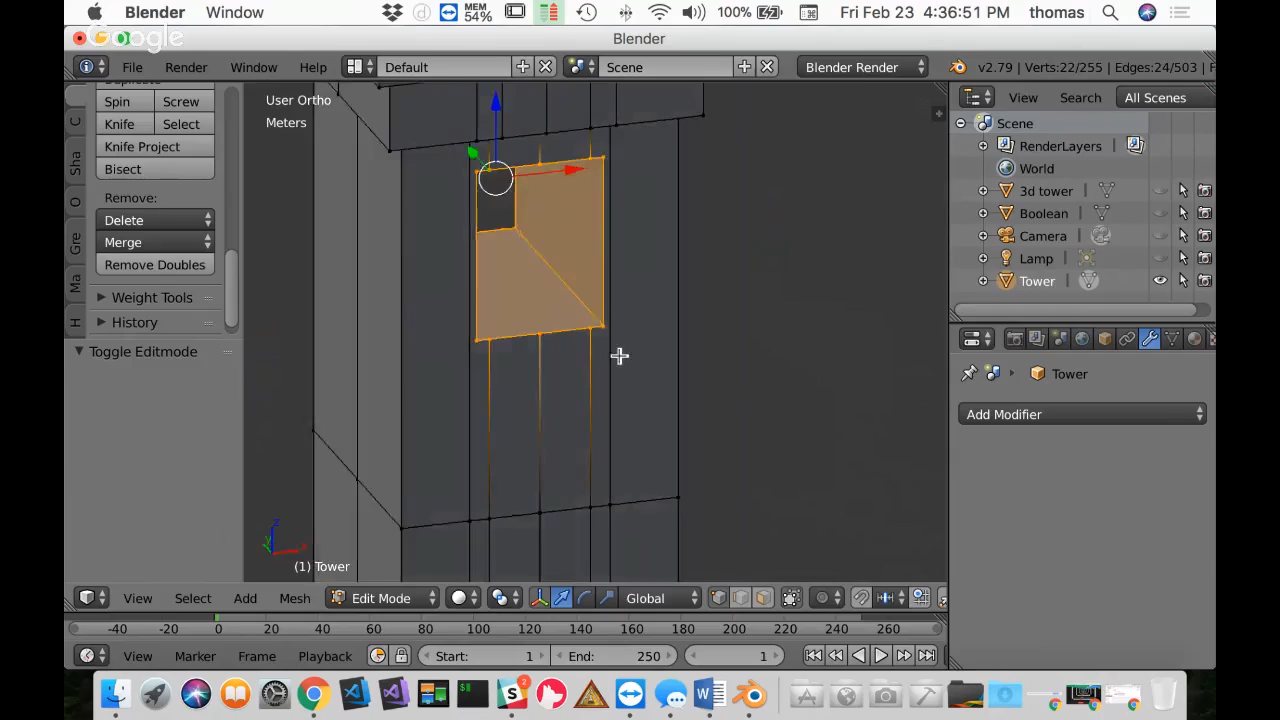 Blender Window MEM 54% 100% Fri Feb 23 4:36:51 PM thomas
Google
Blender
File Render Window Help Default Scene Blender Render v2.79 | Verts:22/255 | Edges:24/503 | F
Spin Screw
Knife Select
Knife Project
Bisect
Remove:
Delete
Merge
Remove Doubles
Weight Tools
History
Toggle Editmode
C
Sha
O
Gre
Ma
H
User Ortho
Meters
(1) Tower
View Search All Scenes
Scene
RenderLayers
World
3d tower
Boolean
Camera
Lamp
Tower
Tower
Add Modifier
View Select Add Mesh Edit Mode Global
-40 -20 0 20 40 60 80 100 120 140 160 180 200 220 240 260
View Marker Frame Playback Start: 1 End: 250 1
2